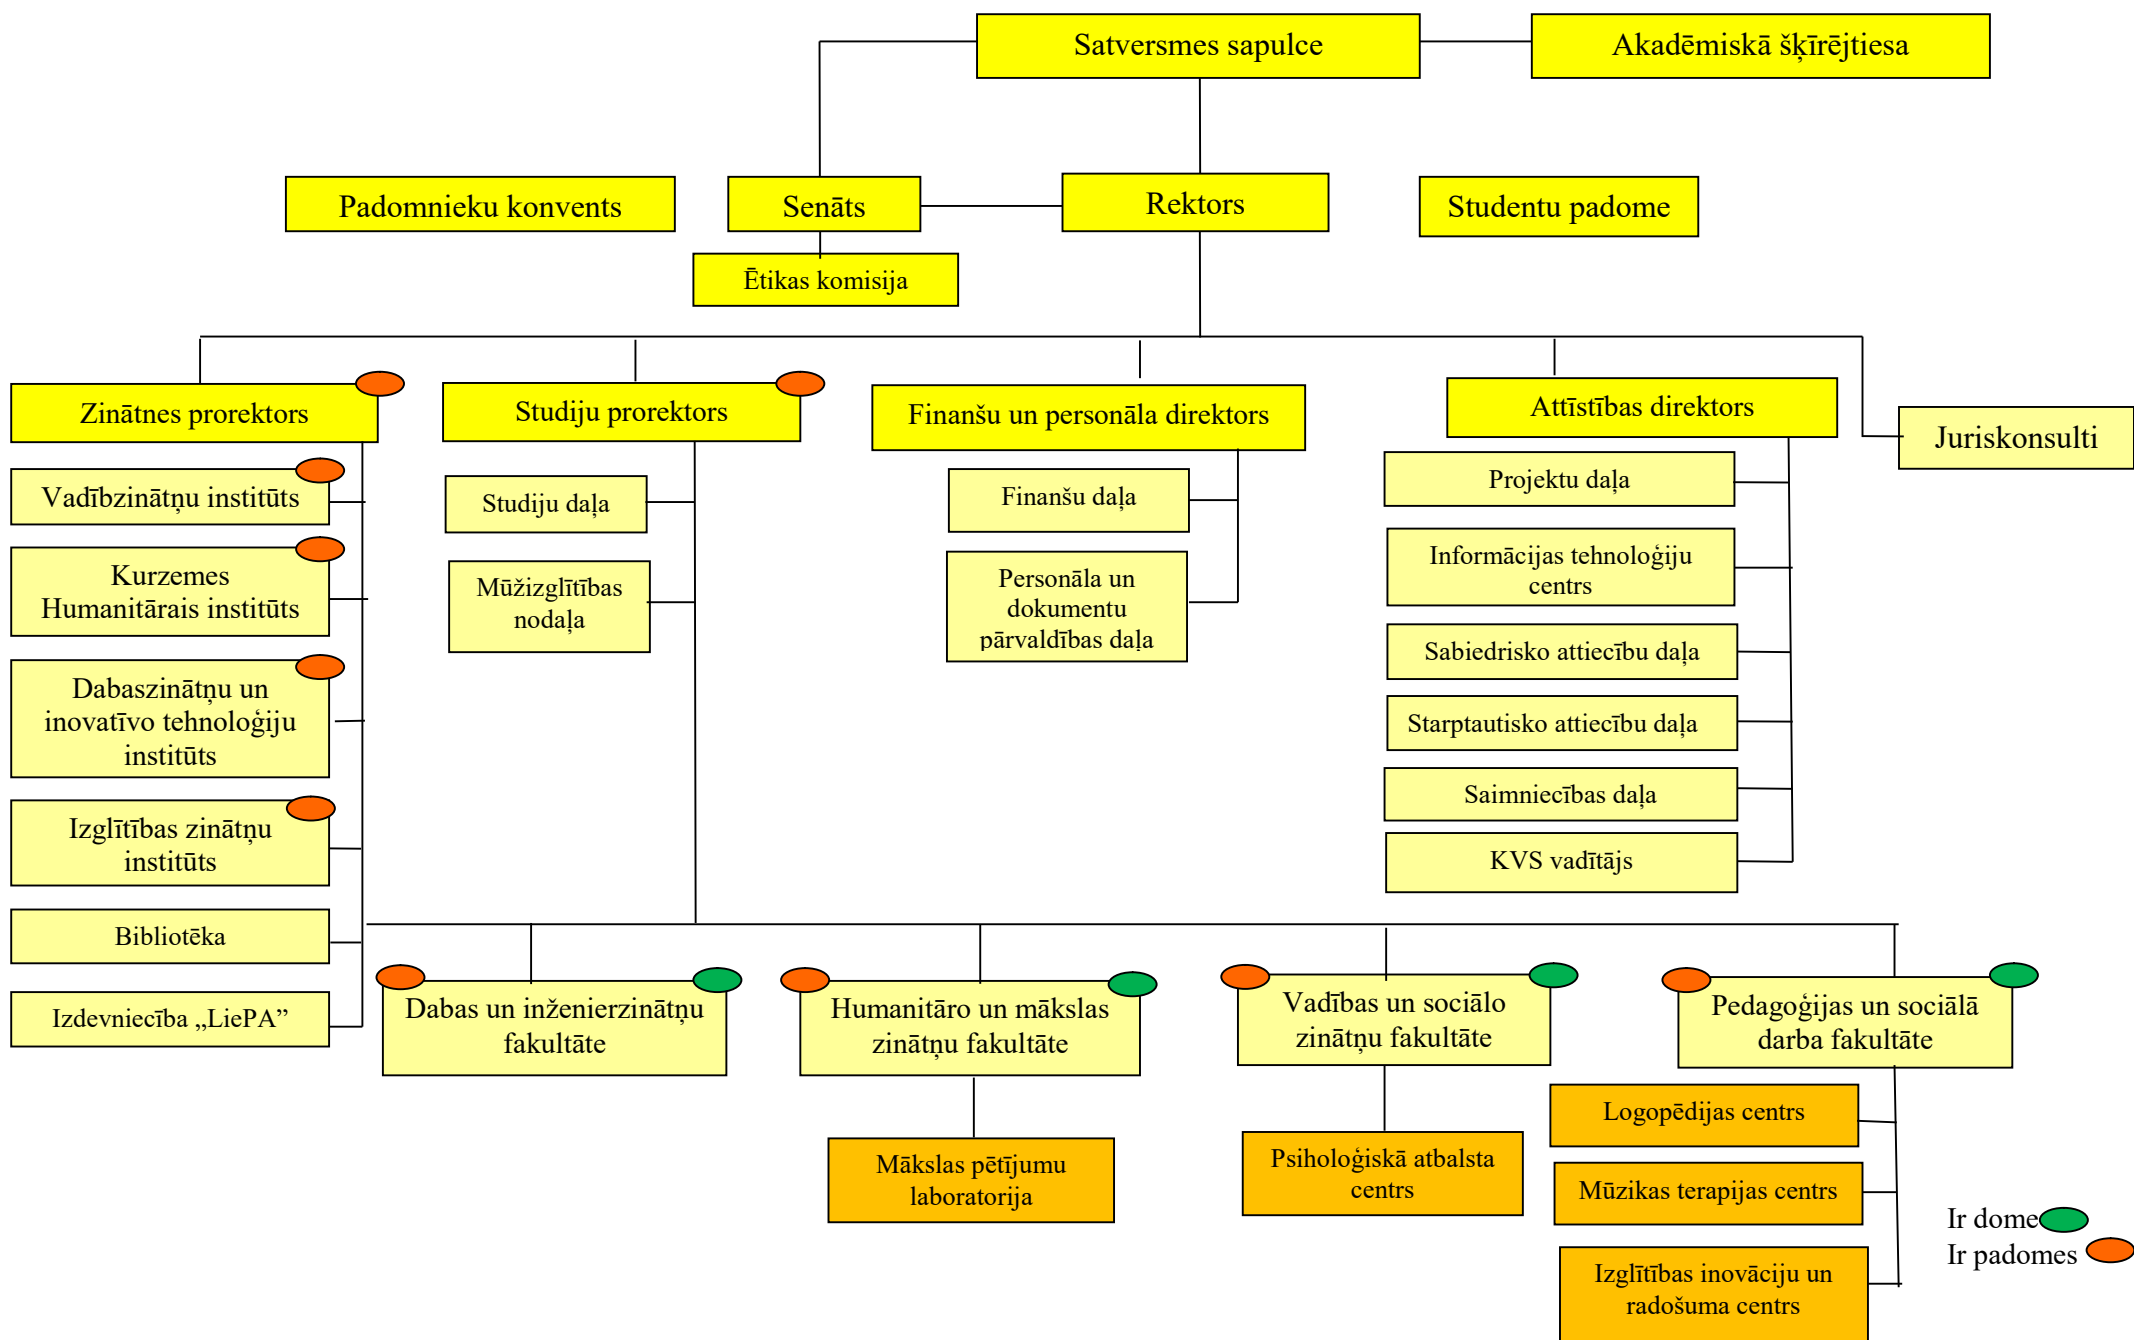 Satversmes sapulce
Akadēmiskā šķīrējtiesa
Padomnieku konvents
Senāts
Rektors
Studentu padome
Ētikas komisija
Zinātnes prorektors
Studiju prorektors
Finanšu un personāla direktors
Attīstības direktors
Juriskonsulti
Vadībzinātņu institūts
Kurzemes
Humanitārais institūts
Dabaszinātņu un
inovatīvo tehnoloģiju
institūts
Izglītības zinātņu
institūts
Bibliotēka
Izdevniecība „LiePA”
Studiju daļa
Mūžizglītības
nodaļa
Finanšu daļa
Personāla un
dokumentu
pārvaldības daļa
Projektu daļa
Informācijas tehnoloģiju
centrs
Sabiedrisko attiecību daļa
Starptautisko attiecību daļa
Saimniecības daļa
KVS vadītājs
Dabas un inženierzinātņu
fakultāte
Humanitāro un mākslas
zinātņu fakultāte
Vadības un sociālo
zinātņu fakultāte
Pedagoģijas un sociālā
darba fakultāte
Mākslas pētījumu
laboratorija
Psiholoģiskā atbalsta
centrs
Logopēdijas centrs
Mūzikas terapijas centrs
Izglītības inovāciju un
radošuma centrs
Ir dome
Ir padomes